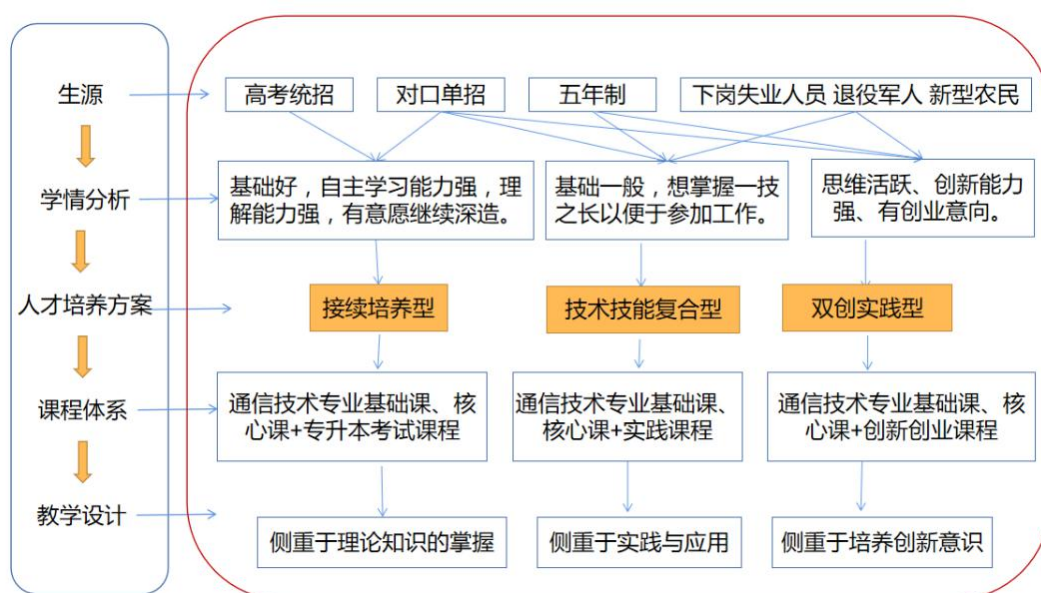 生源
高考统招
对口单招
五年制
下岗失业人员 退役军人 新型农民
学情分析
基础好，自主学习能力强，理
解能力强，有意愿继续深造。
基础一般，想掌握一技
之长以便于参加工作。
思维活跃、创新能力
强、有创业意向。
人才培养方案
接续培养型
技术技能复合型
双创实践型
课程体系
通信技术专业基础课、核
心课+专升本考试课程
通信技术专业基础课、
核心课+实践课程
通信技术专业基础课、核
心课+创新创业课程
教学设计
侧重于理论知识的掌握
侧重于实践与应用
侧重于培养创新意识